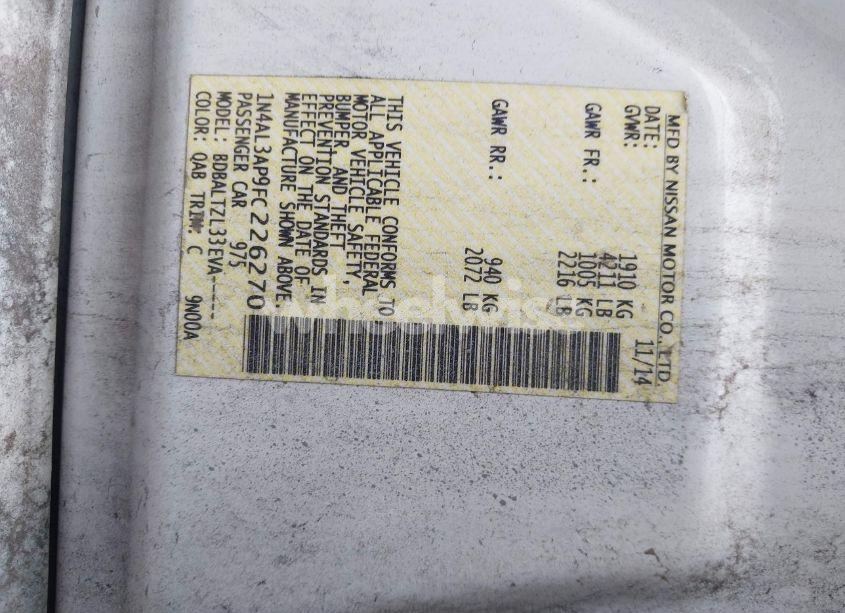 MFD BY NISSAN MOTOR CO., LTD.
DATE: 11/14
GVWR: 1910 KG
4211 LB
GAWR FR.: 1005 KG
2216 LB
GAWR RR.: 940 KG
2072 LB
THIS VEHICLE CONFORMS TO
ALL APPLICABLE FEDERAL
MOTOR VEHICLE SAFETY,
BUMPER, AND THEFT
PREVENTION STANDARDS IN
EFFECT ON THE DATE OF
MANUFACTURE SHOWN ABOVE.
1N4AL3AP9FC226270
PASSENGER CAR 975
MODEL: BDBALTZL33EVA-----
COLOR: QAB TRIM: C 9N00A
wheelwiss